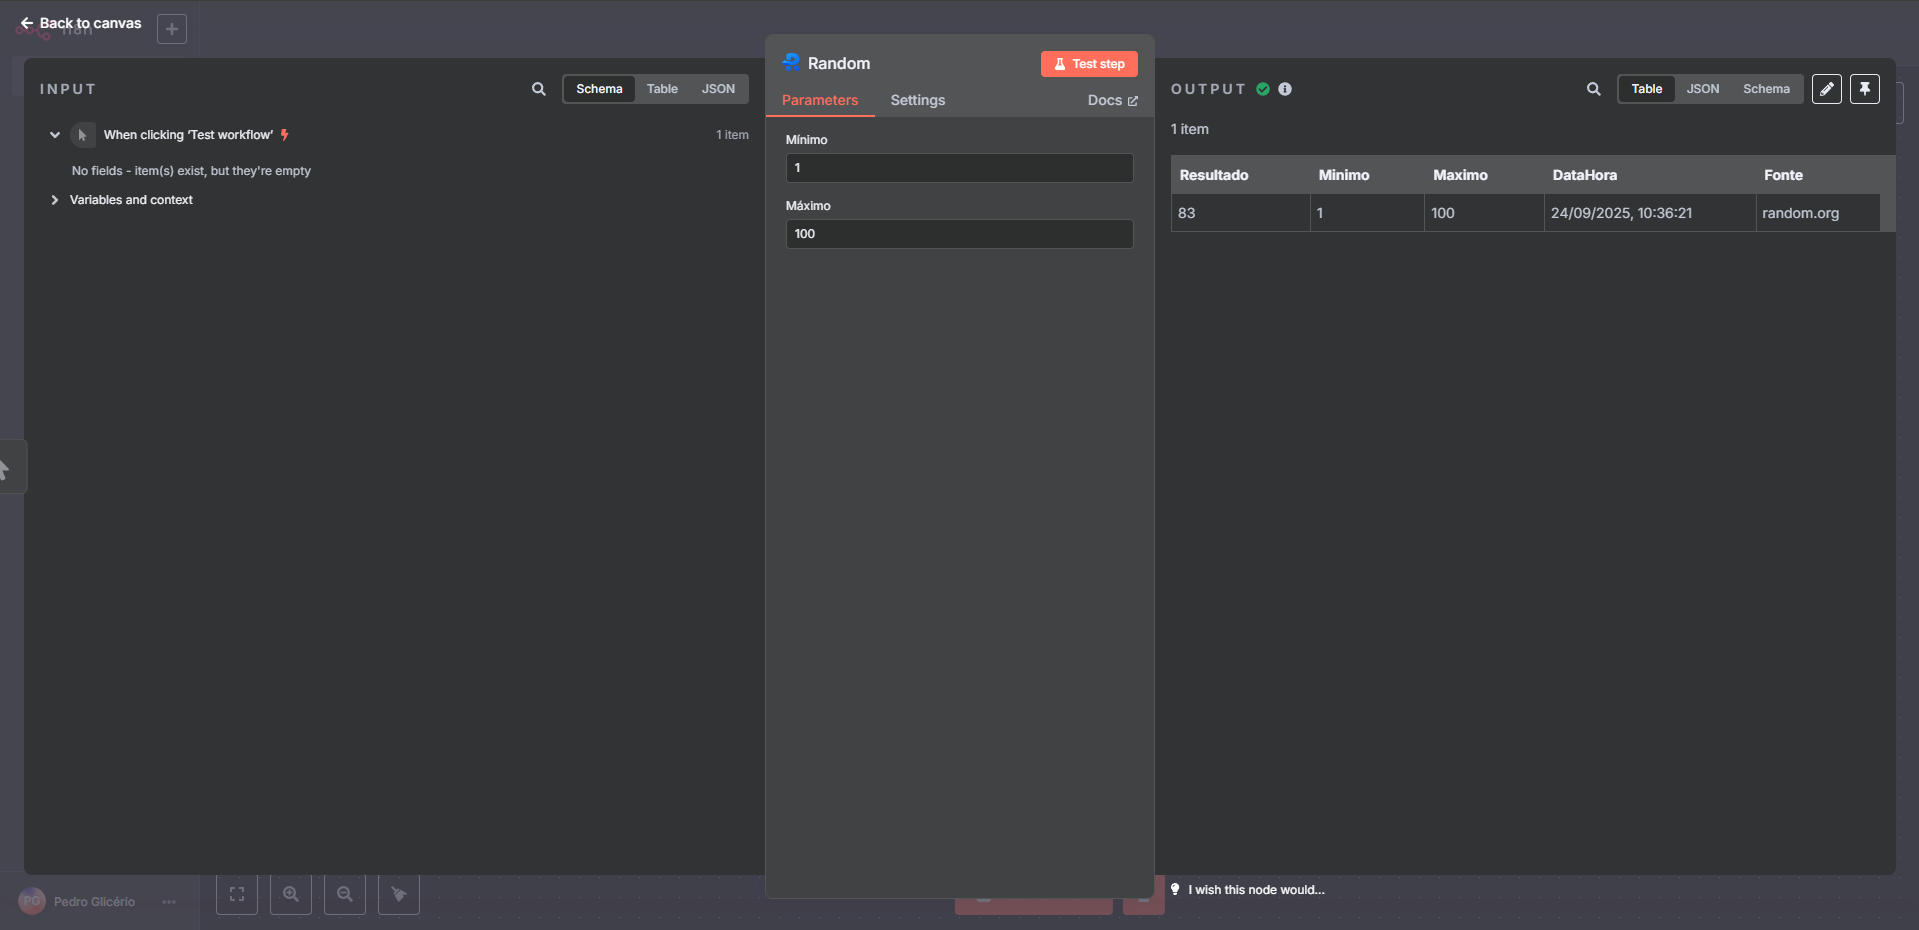 Back to canvas
n8n
INPUT
Schema
Table
JSON
When clicking ‘Test workflow’
1 item
No fields - item(s) exist, but they're empty
Variables and context
Random
Test step
Parameters
Settings
Docs
Mínimo
1
Máximo
100
OUTPUT
Table
JSON
Schema
1 item
Resultado Minimo Maximo DataHora Fonte
83 1 100 24/09/2025, 10:36:21 random.org
PG
Pedro Glicério
I wish this node would...